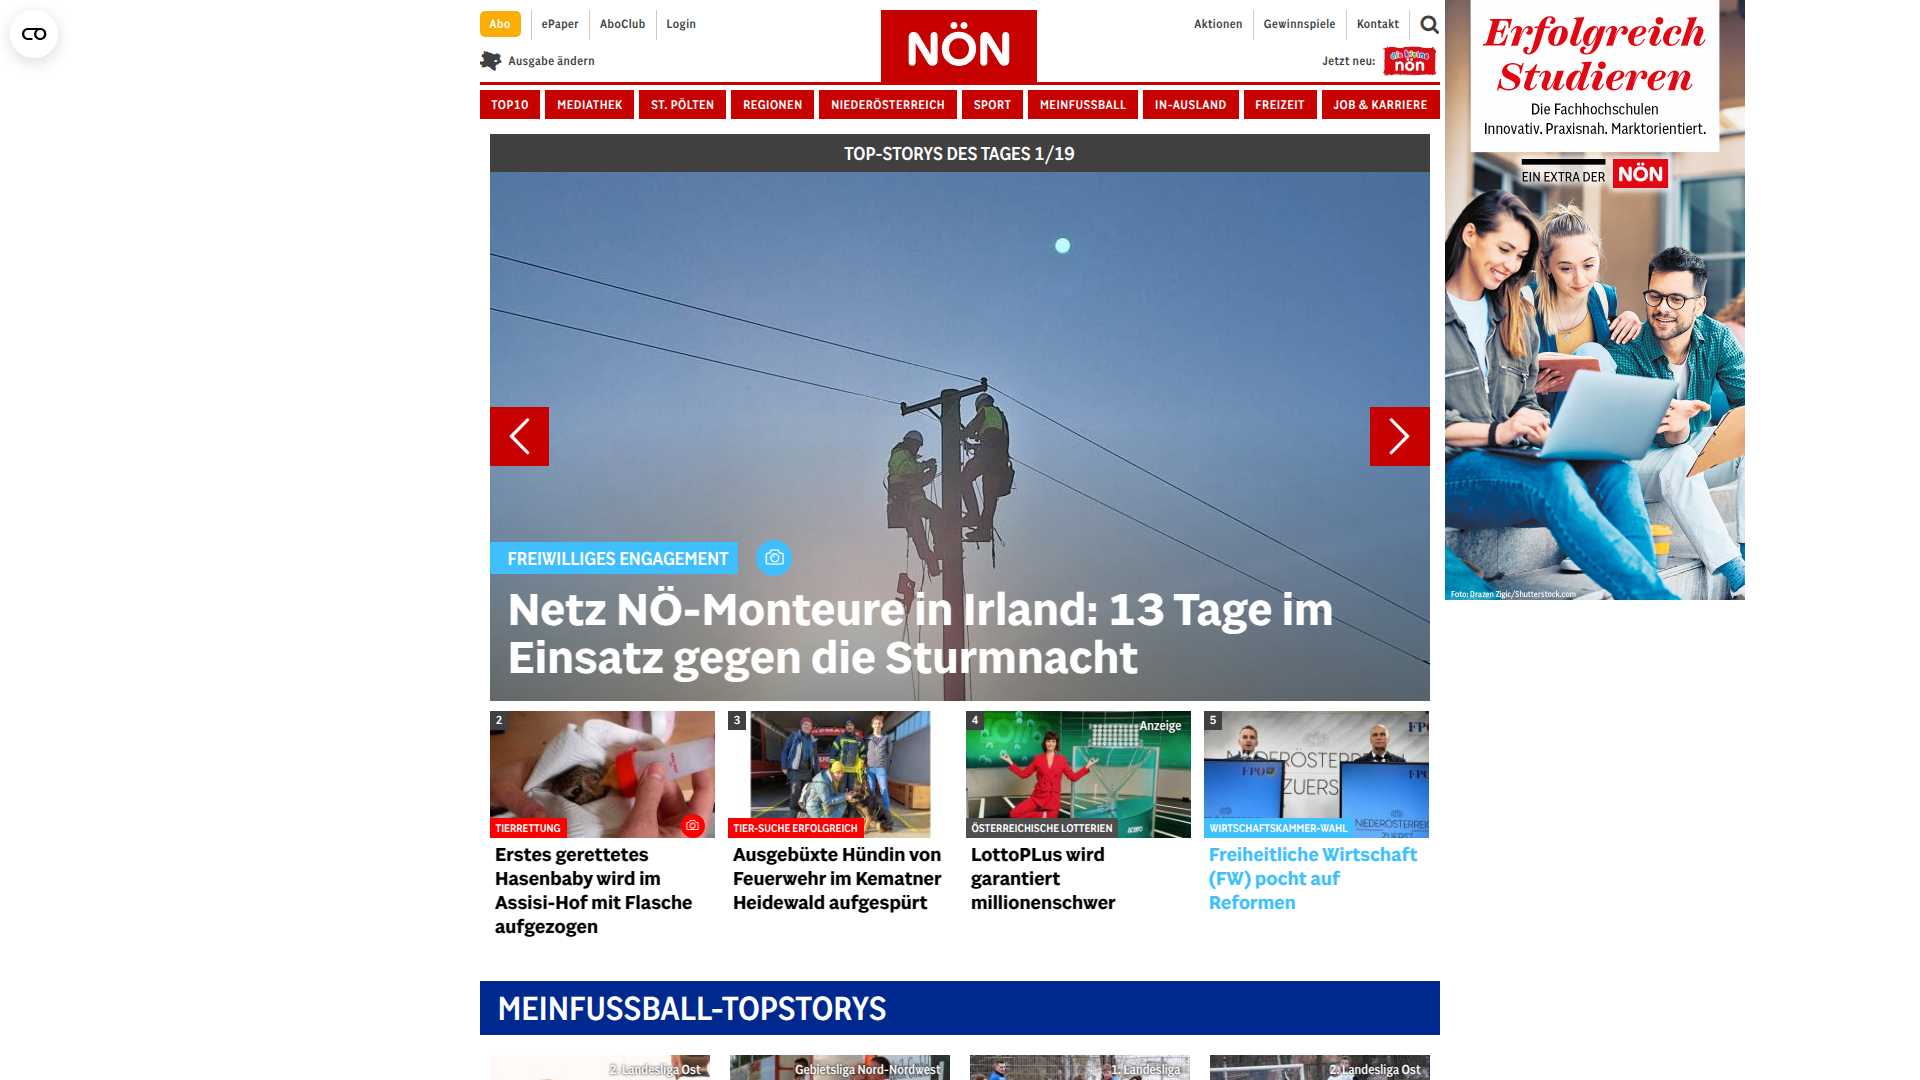 Abo
ePaper
AboClub
Login
NÖN
Aktionen
Gewinnspiele
Kontakt
Ausgabe ändern
Jetzt neu:
die kleine
nön
TOP10
MEDIATHEK
ST. PÖLTEN
REGIONEN
NIEDERÖSTERREICH
SPORT
MEINFUSSBALL
IN-AUSLAND
FREIZEIT
JOB & KARRIERE
TOP-STORYS DES TAGES 1/19
FREIWILLIGES ENGAGEMENT
Netz NÖ-Monteure in Irland: 13 Tage im
Einsatz gegen die Sturmnacht
2
TIERRETTUNG
Erstes gerettetes
Hasenbaby wird im
Assisi-Hof mit Flasche
aufgezogen
3
TIER-SUCHE ERFOLGREICH
Ausgebüxte Hündin von
Feuerwehr im Kematner
Heidewald aufgespürt
4
Anzeige
ÖSTERREICHISCHE LOTTERIEN
LottoPLus wird
garantiert
millionenschwer
5
FPÖ
NIEDERÖSTERREICH
ZUERST
WIRTSCHAFTSKAMMER-WAHL
Freiheitliche Wirtschaft
(FW) pocht auf
Reformen
MEINFUSSBALL-TOPSTORYS
2. Landesliga Ost
Gebietsliga Nord-Nordwest
1. Landesliga
2. Landesliga Ost
Erfolgreich
Studieren
Die Fachhochschulen
Innovativ. Praxisnah. Marktorientiert.
EIN EXTRA DER
NÖN
Foto: Drazen Zigic/Shutterstock.com